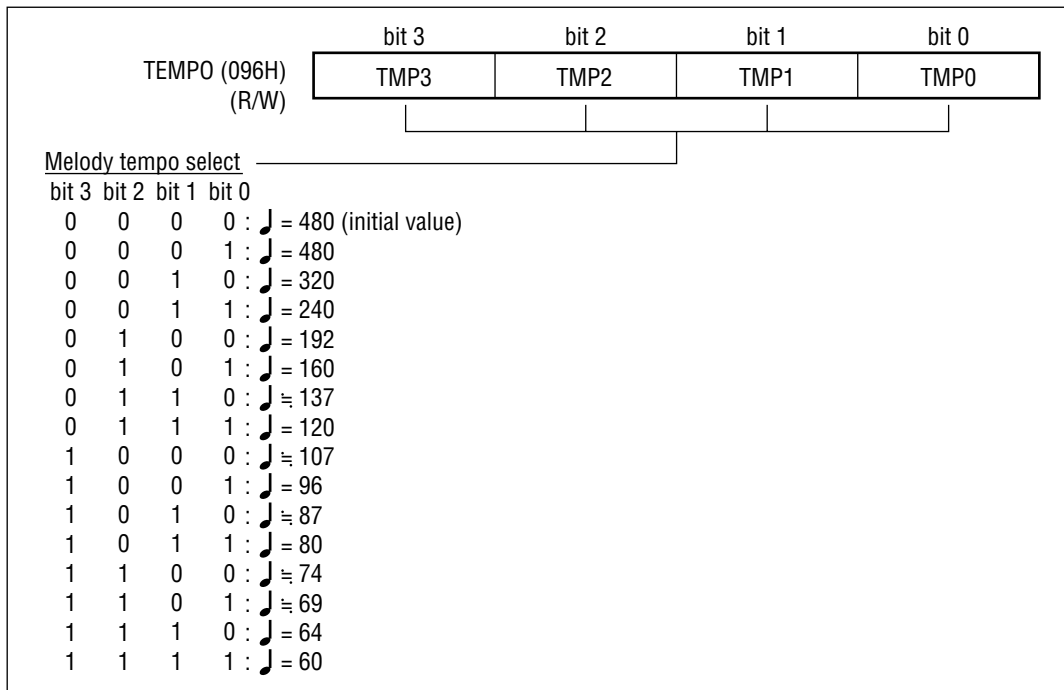 bit 3 bit 2 bit 1 bit 0
TEMPO (096H) TMP3 TMP2 TMP1 TMP0
(R/W)
Melody tempo select
bit 3 bit 2 bit 1 bit 0
0 0 0 0 : ♩ = 480 (initial value)
0 0 0 1 : ♩ = 480
0 0 1 0 : ♩ = 320
0 0 1 1 : ♩ = 240
0 1 0 0 : ♩ = 192
0 1 0 1 : ♩ = 160
0 1 1 0 : ♩ ≒ 137
0 1 1 1 : ♩ = 120
1 0 0 0 : ♩ ≒ 107
1 0 0 1 : ♩ = 96
1 0 1 0 : ♩ ≒ 87
1 0 1 1 : ♩ = 80
1 1 0 0 : ♩ ≒ 74
1 1 0 1 : ♩ ≒ 69
1 1 1 0 : ♩ = 64
1 1 1 1 : ♩ = 60